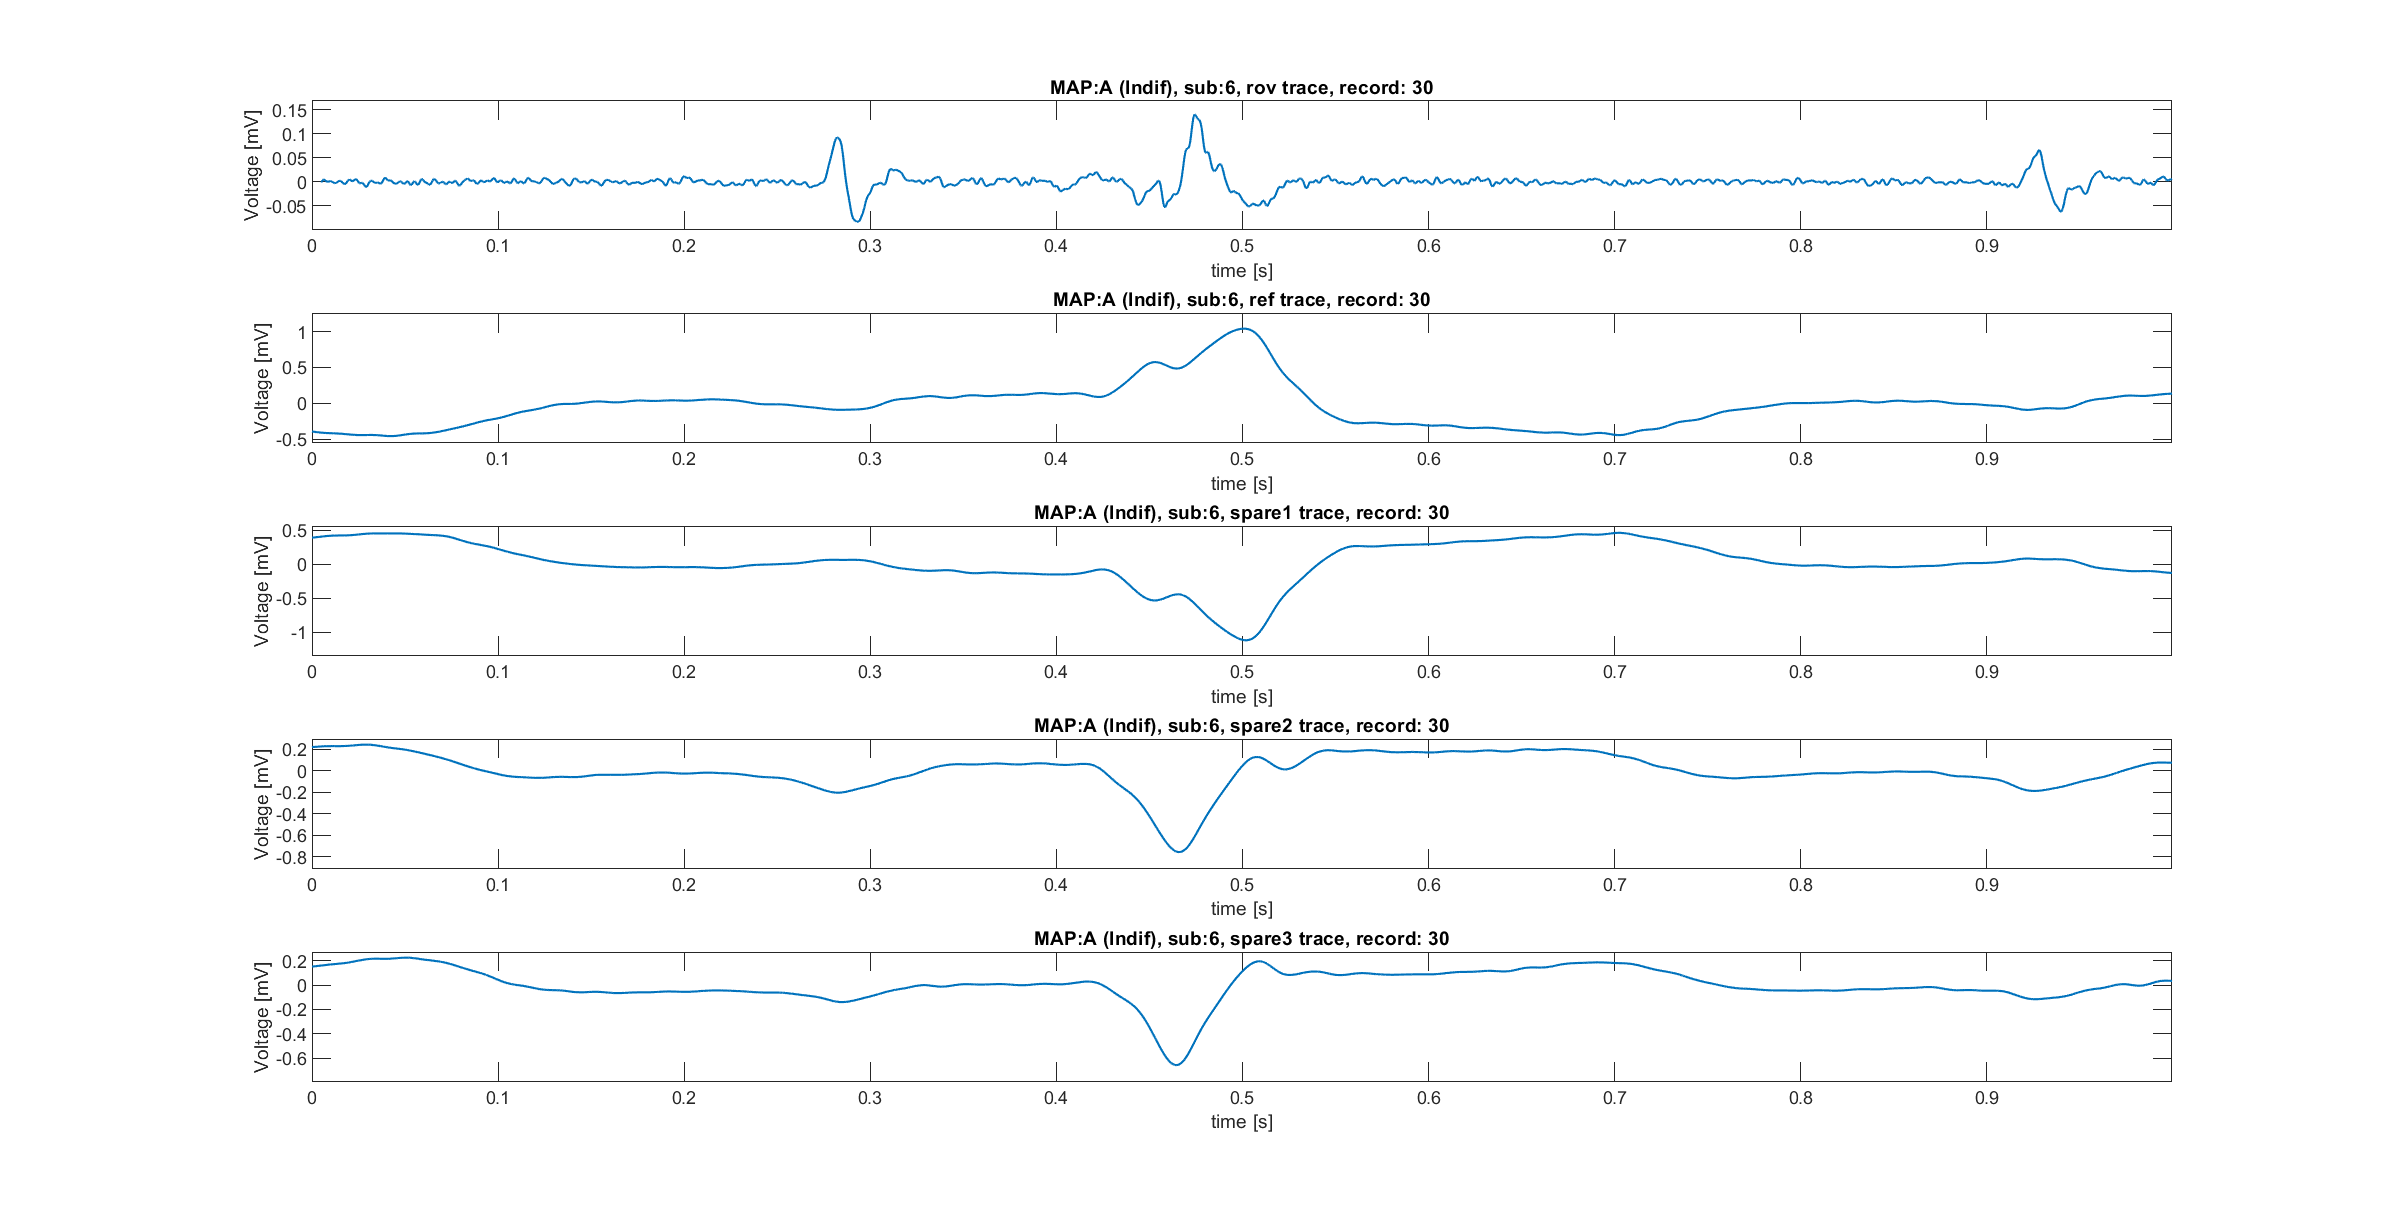 MAP:A (Indif), sub:6, rov trace, record: 30
Voltage [mV]
0.15
0.1
0.05
0
-0.05
0 0.1 0.2 0.3 0.4 0.5 0.6 0.7 0.8 0.9
time [s]
MAP:A (Indif), sub:6, ref trace, record: 30
Voltage [mV]
1
0.5
0
-0.5
0 0.1 0.2 0.3 0.4 0.5 0.6 0.7 0.8 0.9
time [s]
MAP:A (Indif), sub:6, spare1 trace, record: 30
Voltage [mV]
0.5
0
-0.5
-1
0 0.1 0.2 0.3 0.4 0.5 0.6 0.7 0.8 0.9
time [s]
MAP:A (Indif), sub:6, spare2 trace, record: 30
Voltage [mV]
0.2
0
-0.2
-0.4
-0.6
-0.8
0 0.1 0.2 0.3 0.4 0.5 0.6 0.7 0.8 0.9
time [s]
MAP:A (Indif), sub:6, spare3 trace, record: 30
Voltage [mV]
0.2
0
-0.2
-0.4
-0.6
0 0.1 0.2 0.3 0.4 0.5 0.6 0.7 0.8 0.9
time [s]